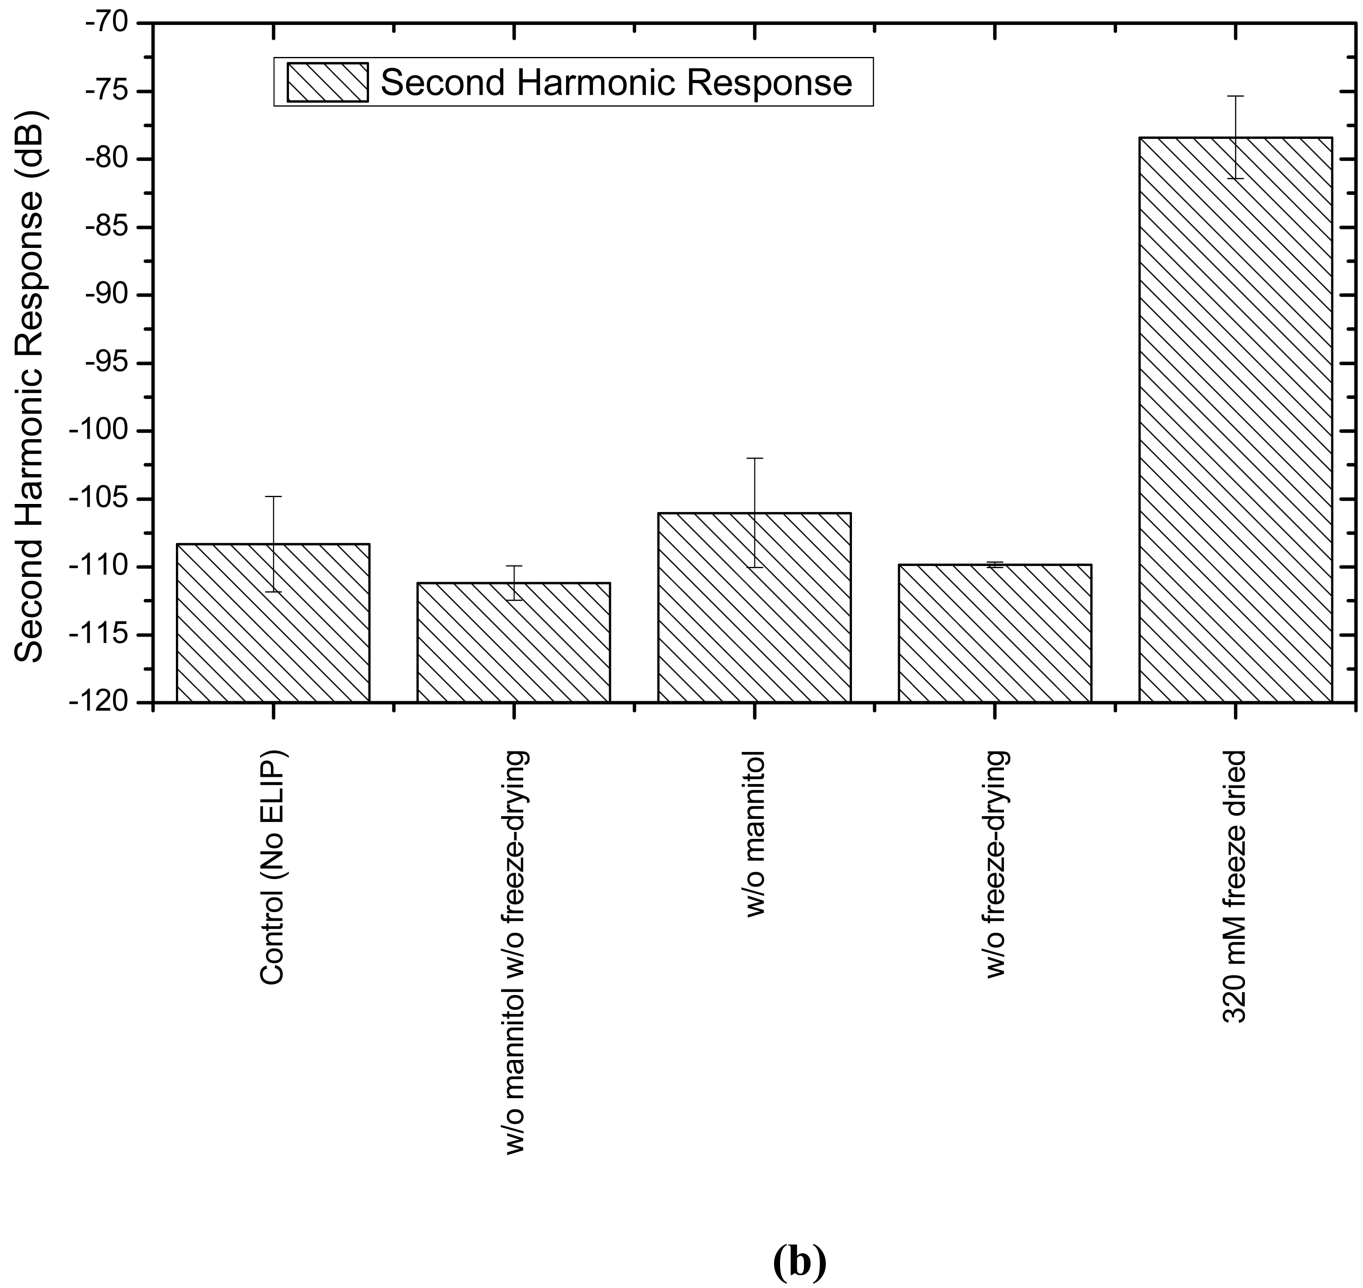 Second Harmonic Response (dB)
-70
-75
-80
-85
-90
-95
-100
-105
-110
-115
-120
Second Harmonic Response
Control (No ELIP)
w/o mannitol w/o freeze-drying
w/o mannitol
w/o freeze-drying
320 mM freeze dried
(b)